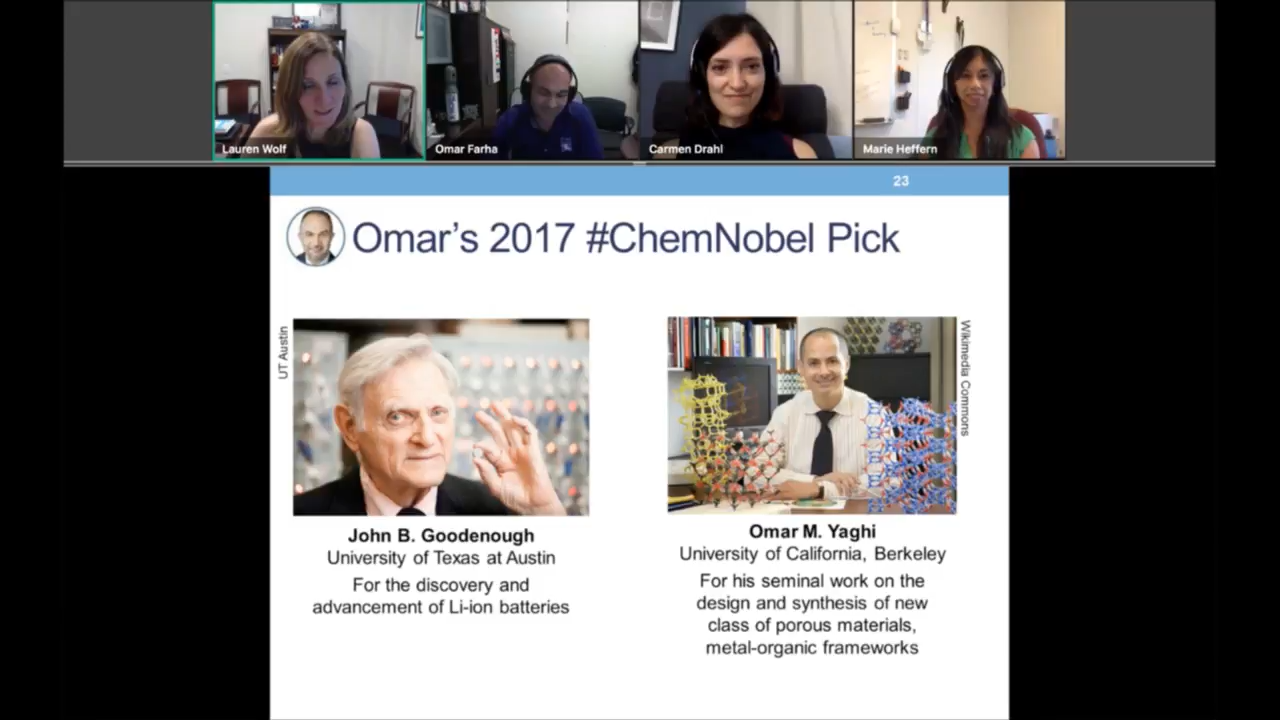 Lauren Wolf
Omar Farha
Carmen Drahl
Marie Heffern
23
Omar's 2017 #ChemNobel Pick
UT Austin
Wikimedia Commons
John B. Goodenough
University of Texas at Austin
For the discovery and
advancement of Li-ion batteries
Omar M. Yaghi
University of California, Berkeley
For his seminal work on the
design and synthesis of new
class of porous materials,
metal-organic frameworks